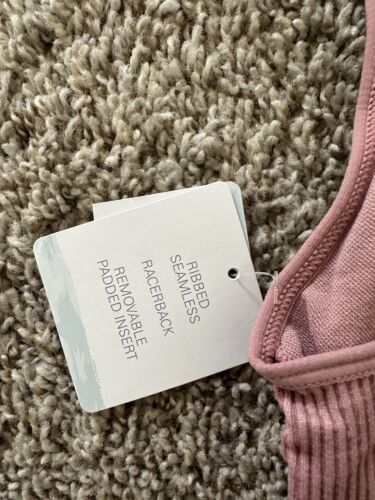 RIBBED
SEAMLESS
RACERBACK
REMOVABLE
PADDED INSERT